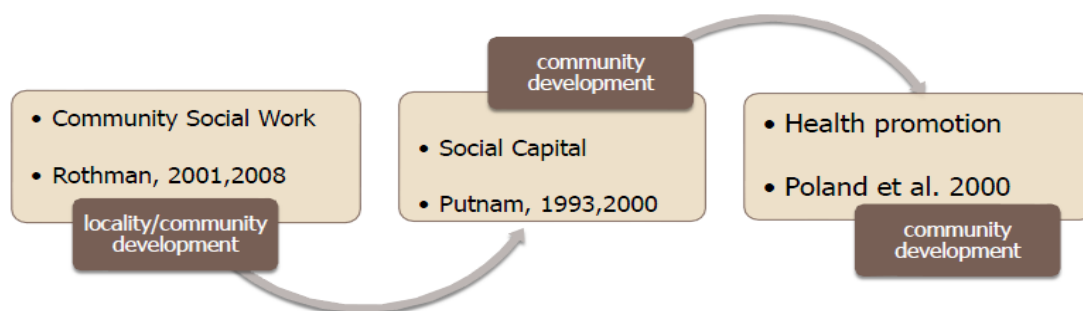 • Community Social Work
• Rothman, 2001,2008
locality/community
development
community
development
• Social Capital
• Putnam, 1993,2000
• Health promotion
• Poland et al. 2000
community
development